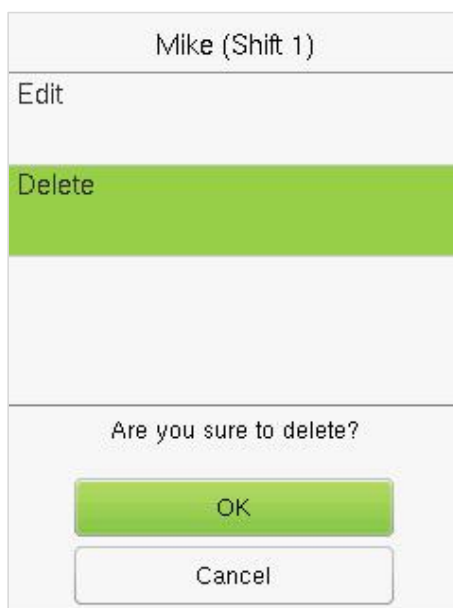 Mike (Shift 1)
Edit
Delete
Are you sure to delete?
OK
Cancel